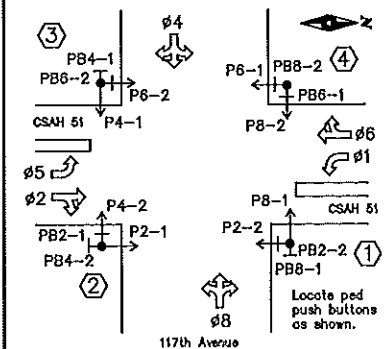 3
ø4
PB4-1
PB6-2
P6-2
P4-1
CSAH 51
N
4
P6-1
PB8-2
PB6-1
P8-2
ø6
ø1
CSAH 51
ø5
ø2
P4-2
PB2-1
P2-1
PB4-2
2
P8-1
P2-2
PB2-2
PB8-1
1
ø8
Locate ped
push buttons
as shown.
117th Avenue